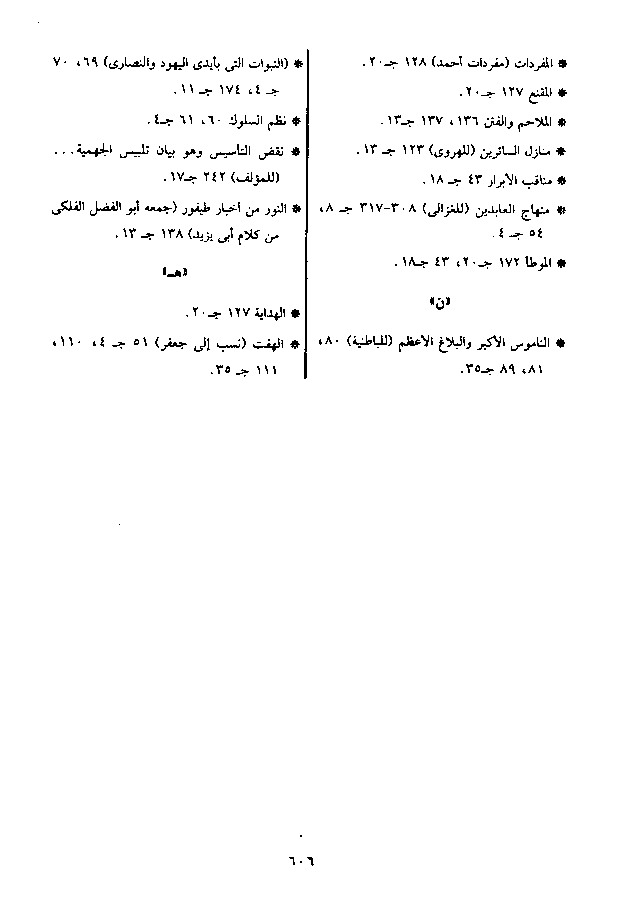 * المفردات (مفردات أحمد) ١٢٨ جـ٢٠.
* المقنع ١٢٧ جـ٢٠.
* الملاحم والفتن ١٣٦، ١٣٧ جـ١٣.
* منازل السائرين (للهروى) ١٢٣ جـ ١٣.
* مناقب الأبرار ٤٣ جـ ١٨.
* منهاج العابدين (للغزالى) ٣٠٨-٣١٧ جـ ٨،
٥٤ جـ ٤.
* الموطأ ١٧٢ جـ٢٠، ٤٣ جـ١٨.
«ن»
* الناموس الأكبر والبلاغ الأعظم (للباطنية) ٨٠،
٨١، ٨٩ جـ٣٥.
* (النبوات التى بأيدى اليهود والنصارى) ٦٩، ٧٠
جـ ٤، ١٧٤ جـ ١١.
* نظم السلوك ٦٠، ٦١ جـ٤.
* نقض التأسيس وهو بيان تلبيس الجهمية...
(للمؤلف) ٢٤٢ جـ١٧.
* النور من أخبار طيفور (جمعه أبو الفضل الفلكى
من كلام أبى يزيد) ١٣٨ جـ ١٣.
«هـ»
* الهداية ١٢٧ جـ٢٠.
* الهفت (نسب إلى جعفر) ٥١ جـ ٤، ١١٠،
١١١ جـ ٣٥.
٦٠٦